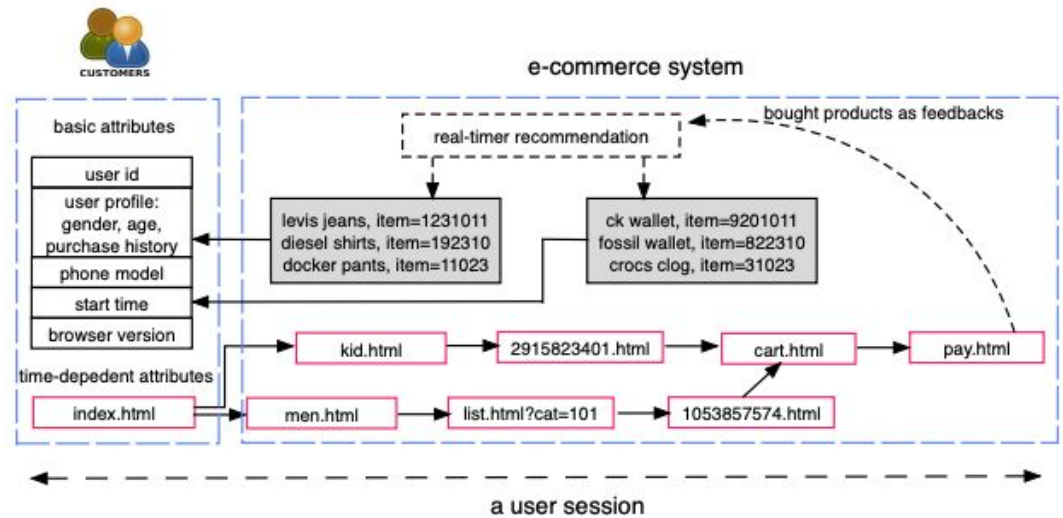 CUSTOMERS
e-commerce system
basic attributes
user id
user profile:
gender, age,
purchase history
phone model
start time
browser version
time-depedent attributes
index.html
real-timer recommendation
bought products as feedbacks
levis jeans, item=1231011
diesel shirts, item=192310
docker pants, item=11023
ck wallet, item=9201011
fossil wallet, item=822310
crocs clog, item=31023
kid.html
2915823401.html
cart.html
pay.html
men.html
list.html?cat=101
1053857574.html
a user session